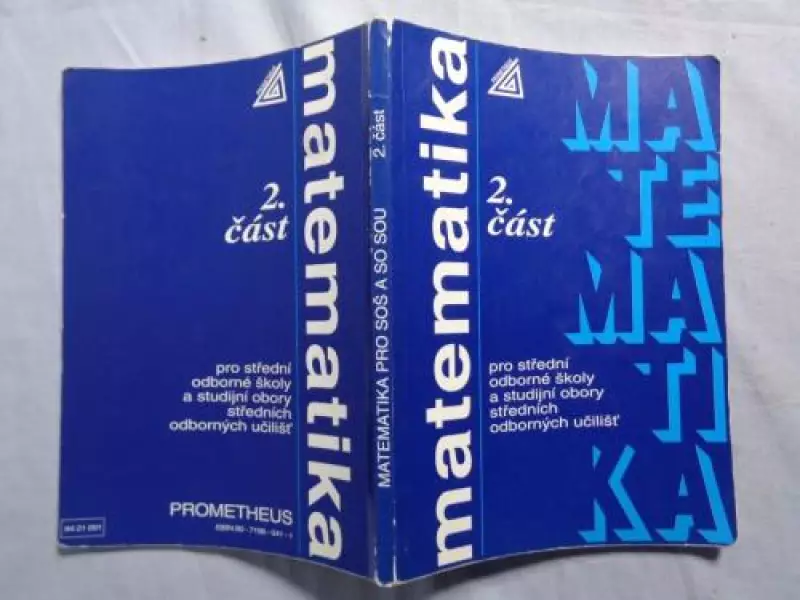 matematika
2.
část
pro střední
odborné školy
a studijní obory
středních
odborných učilišť
PROMETHEUS
MATEMATIKA PRO SOŠ A SO SOU
2. část
matematika
2.
část
pro střední
odborné školy
a studijní obory
středních
odborných učilišť
MA
TE
MA
TI
KA